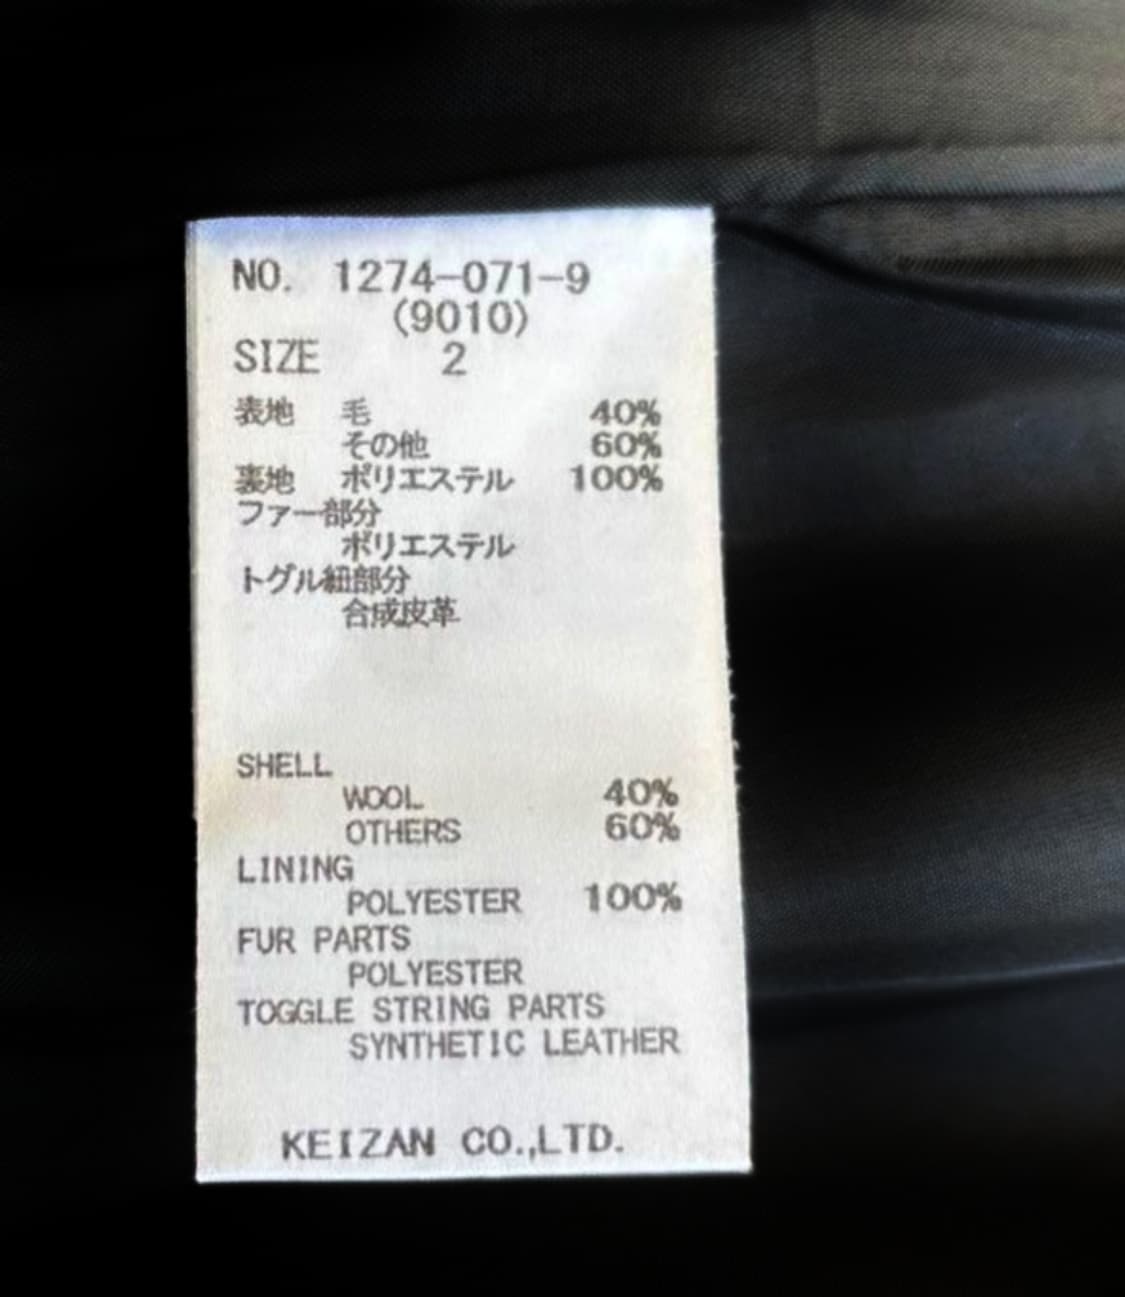 NO. 1274-071-9
(9010)
SIZE 2
表地 毛 40%
その他 60%
裏地 ポリエステル 100%
ファー部分
ポリエステル
トグル紐部分
合成皮革
SHELL
WOOL 40%
OTHERS 60%
LINING
POLYESTER 100%
FUR PARTS
POLYESTER
TOGGLE STRING PARTS
SYNTHETIC LEATHER
KEIZAN CO.,LTD.